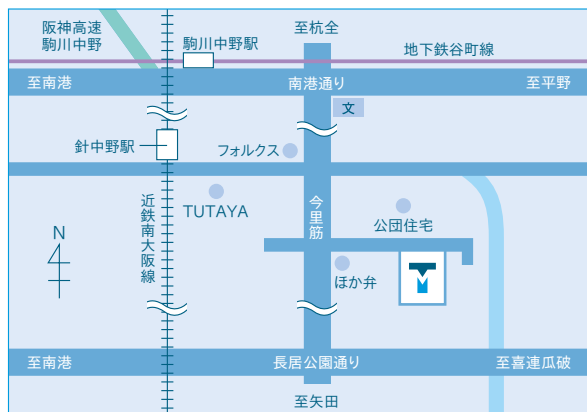 阪神高速
駒川中野
駒川中野駅
至杭全
地下鉄谷町線
至南港
南港通り
至平野
文
針中野駅
フォルクス
近鉄南大阪線
TUTAYA
今里筋
公団住宅
N
ほか弁
至南港
長居公園通り
至喜連瓜破
至矢田